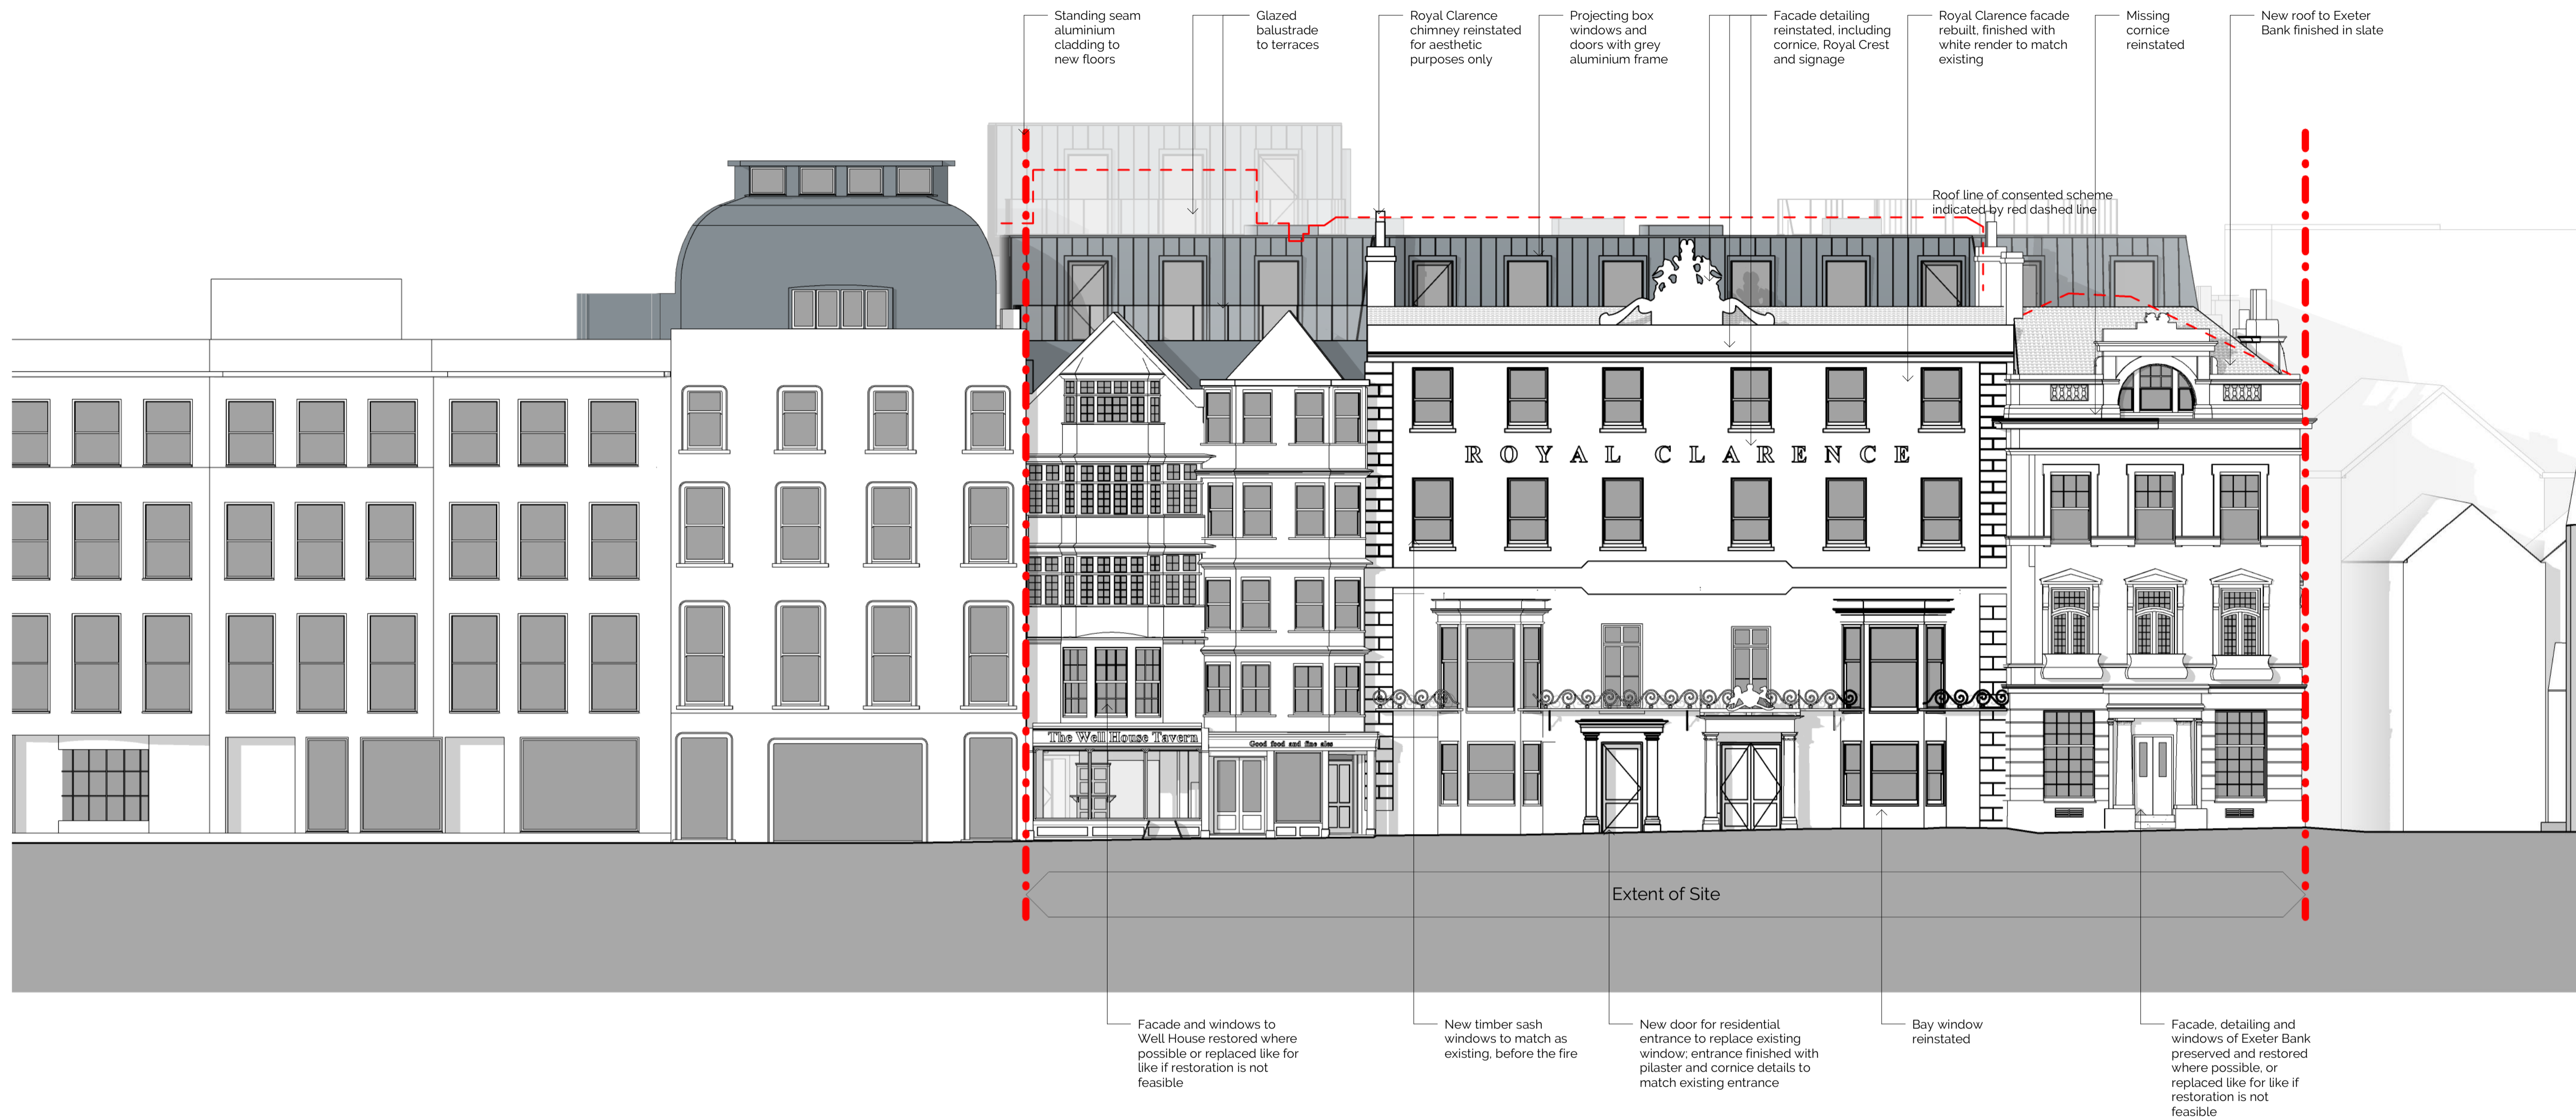 Standing seam
aluminium
cladding to
new floors
Glazed
balustrade
to terraces
Royal Clarence
chimney reinstated
for aesthetic
purposes only
Projecting box
windows and
doors with grey
aluminium frame
Facade detailing
reinstated, including
cornice, Royal Crest
and signage
Royal Clarence facade
rebuilt, finished with
white render to match
existing
Missing
cornice
reinstated
New roof to Exeter
Bank finished in slate
Roof line of consented scheme
indicated by red dashed line
ROYAL CLARENCE
The Well House Tavern
Good food and fine ales
Extent of Site
Facade and windows to
Well House restored where
possible or replaced like for
like if restoration is not
feasible
New timber sash
windows to match as
existing, before the fire
New door for residential
entrance to replace existing
window; entrance finished with
pilaster and cornice details to
match existing entrance
Bay window
reinstated
Facade, detailing and
windows of Exeter Bank
preserved and restored
where possible, or
replaced like for like if
restoration is not
feasible